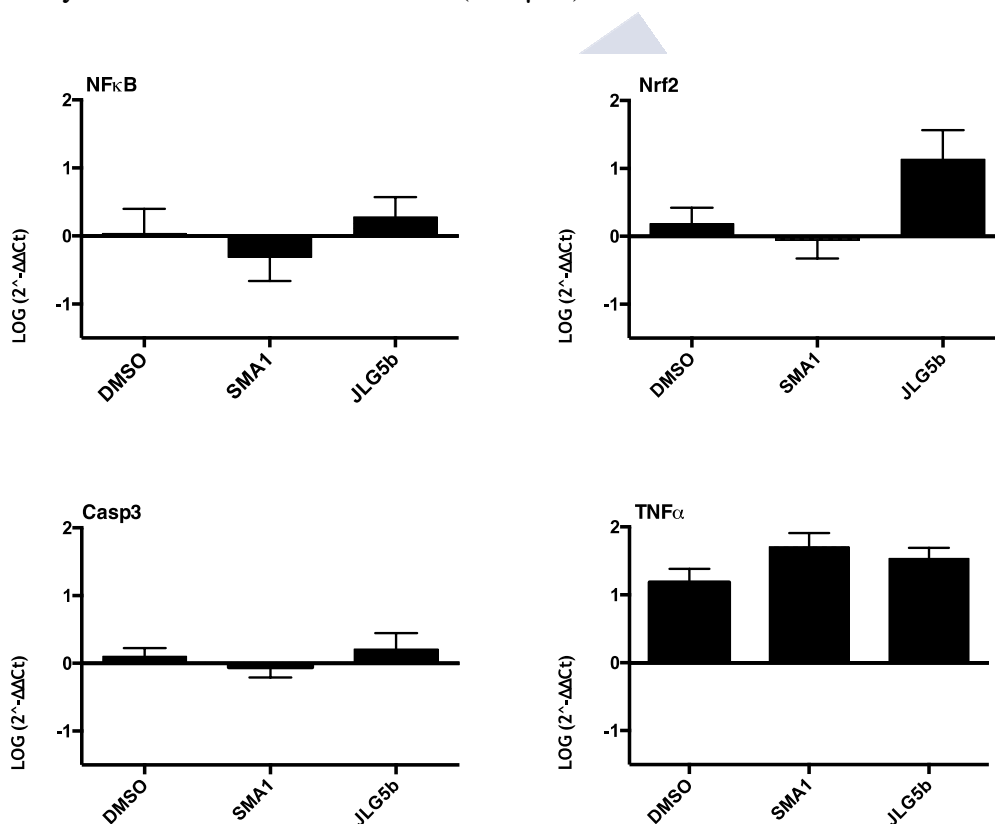 NFκB
2
1
0
-1
LOG (2^-ΔΔCt)
DMSO
SMA1
JLG5b
Nrf2
2
1
0
-1
LOG (2^-ΔΔCt)
DMSO
SMA1
JLG5b
Casp3
2
1
0
-1
LOG (2^-ΔΔCt)
DMSO
SMA1
JLG5b
TNFα
2
1
0
-1
LOG (2^-ΔΔCt)
DMSO
SMA1
JLG5b